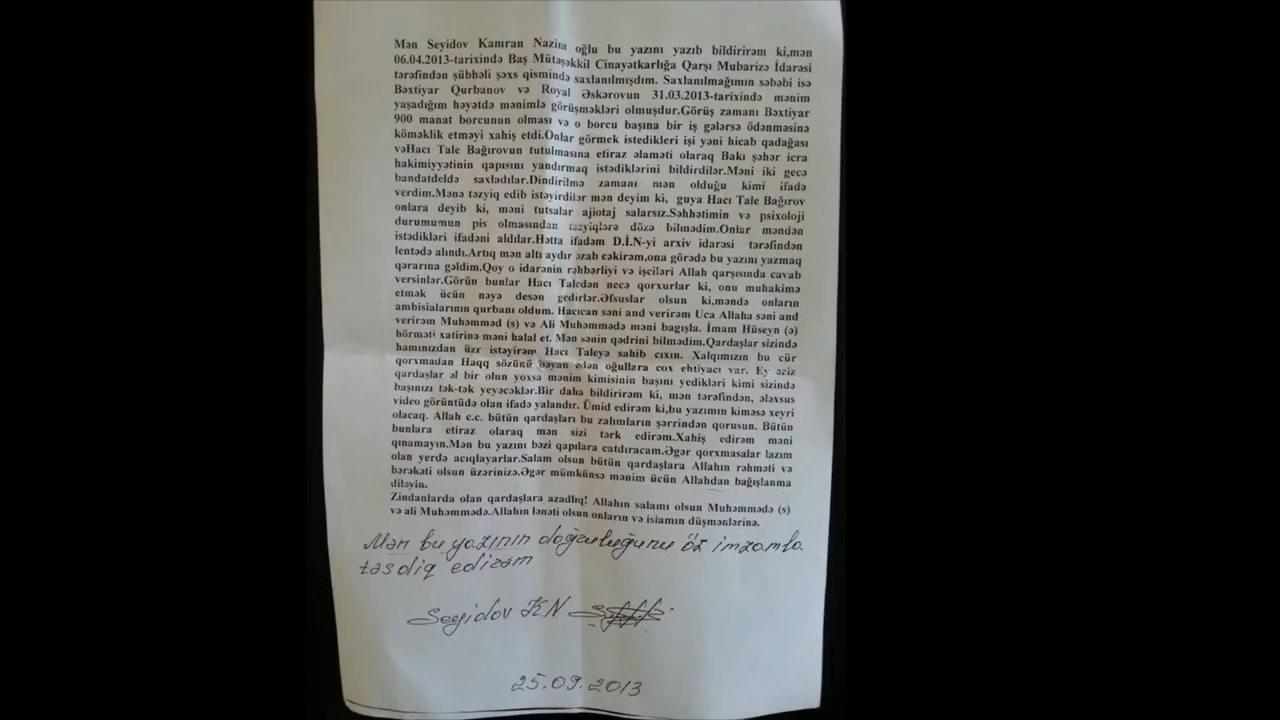 Mən Seyidov Kamran Nazim oğlu bu yazını yazıb bildirirəm ki,mən
06.04.2013-tarixində Baş Mütəşəkkil Cinayətkarlığa Qarşı Mubarizə İdarəsi
tərəfindən şübhəli şəxs qismində saxlanılmışdım. Saxlanılmağımın səbəbi isə
Bəxtiyar Qurbanov və Royal Əskərovun 31.03.2013-tarixində mənim
yaşadığım həyətdə mənimlə görüşməkləri olmuşdur.Görüş zamanı Bəxtiyar
900 manat borcunun olması və o borcu başına bir iş gələrsə ödənməsinə
köməklik etməyi xahiş etdi.Onlar görmek istedikleri işi yəni hicab qadağası
vəHacı Tale Bağırovun tutulmasına etiraz əlaməti olaraq Bakı şəhər icra
hakimiyyətinin qapısını yandırmaq istədiklərini bildirdilər.Məni iki gecə
bandatdeldə saxladılar.Dindirilmə zamanı mən olduğu kimi ifadə
verdim.Mənə təzyiq edib istəyirdilər mən deyim ki, guya Hacı Tale Bağırov
onlara deyib ki, məni tutsalar ajiotaj salarsız.Səhhətimin və psixoloji
durumumun pis olmasından təzyiqlərə dözə bilmədim.Onlar məndən
istədikləri ifadəni aldılar.Hətta ifadəm D.İ.N-yi arxiv idarəsi tərəfindən
lentədə alındı.Artıq mən altı aydır əzab cəkirəm,ona görədə bu yazını yazmaq
qərarına gəldim.Qoy o idarənin rəhbərliyi və işciləri Allah qarşısında cavab
versinlər.Görün bunlar Hacı Taledən necə qorxurlar ki, onu muhakimə
etmək ücün nəyə desən gedirlər.Əfsuslar olsun ki,məndə onların
ambisialarının qurbanı oldum. Hacıcan səni and verirəm Uca Allaha səni and
verirəm Muhəmməd (s) və Ali Muhəmmədə məni bagışla. İmam Hüseyn (ə)
hörməti xatirinə məni halal et. Mən sənin qədrini bilmədim.Qardaşlar sizində
hamınızdan üzr istəyirəm Hacı Taleyə sahib cıxın. Xalqımızın bu cür
qorxmadan Haqq sözünü bəyan edən oğullara cox ehtiyacı var. Ey əziz
qardaşlar əl bir olun yoxsa mənim kimisinin başını yedikləri kimi sizində
başınızı tək-tək yeyəcəklər.Bir daha bildirirəm ki, mən tərəfindən, əlaxsus
video görüntüdə olan ifadə yalandır. Ümid edirəm ki,bu yazımın kiməsə xeyri
olacaq. Allah c.c. bütün qardaşları bu zalımların şərrindən qorusun. Bütün
bunlara etiraz olaraq mən sizi tərk edirəm.Xahiş edirəm məni
qınamayın.Mən bu yazını bəzi qapılara catdıracam.Əgər qorxmasalar lazım
olan yerdə acıqlayarlar.Salam olsun bütün qardaşlara Allahın rəhməti və
bərəkəti olsun üzərinizə.Əgər mümkünsə mənim ücün Allahdan bağışlanma
diləyin.
Zindanlarda olan qardaşlara azadlıq! Allahın salamı olsun Muhəmmədə (s)
və ali Muhəmmədə.Allahın lənəti olsun onların və islamın düşmənlərinə.
Mən bu yazının doğruluğunu öz imzamla
təsdiq edirəm
Seyidov K.N
25.09.2013